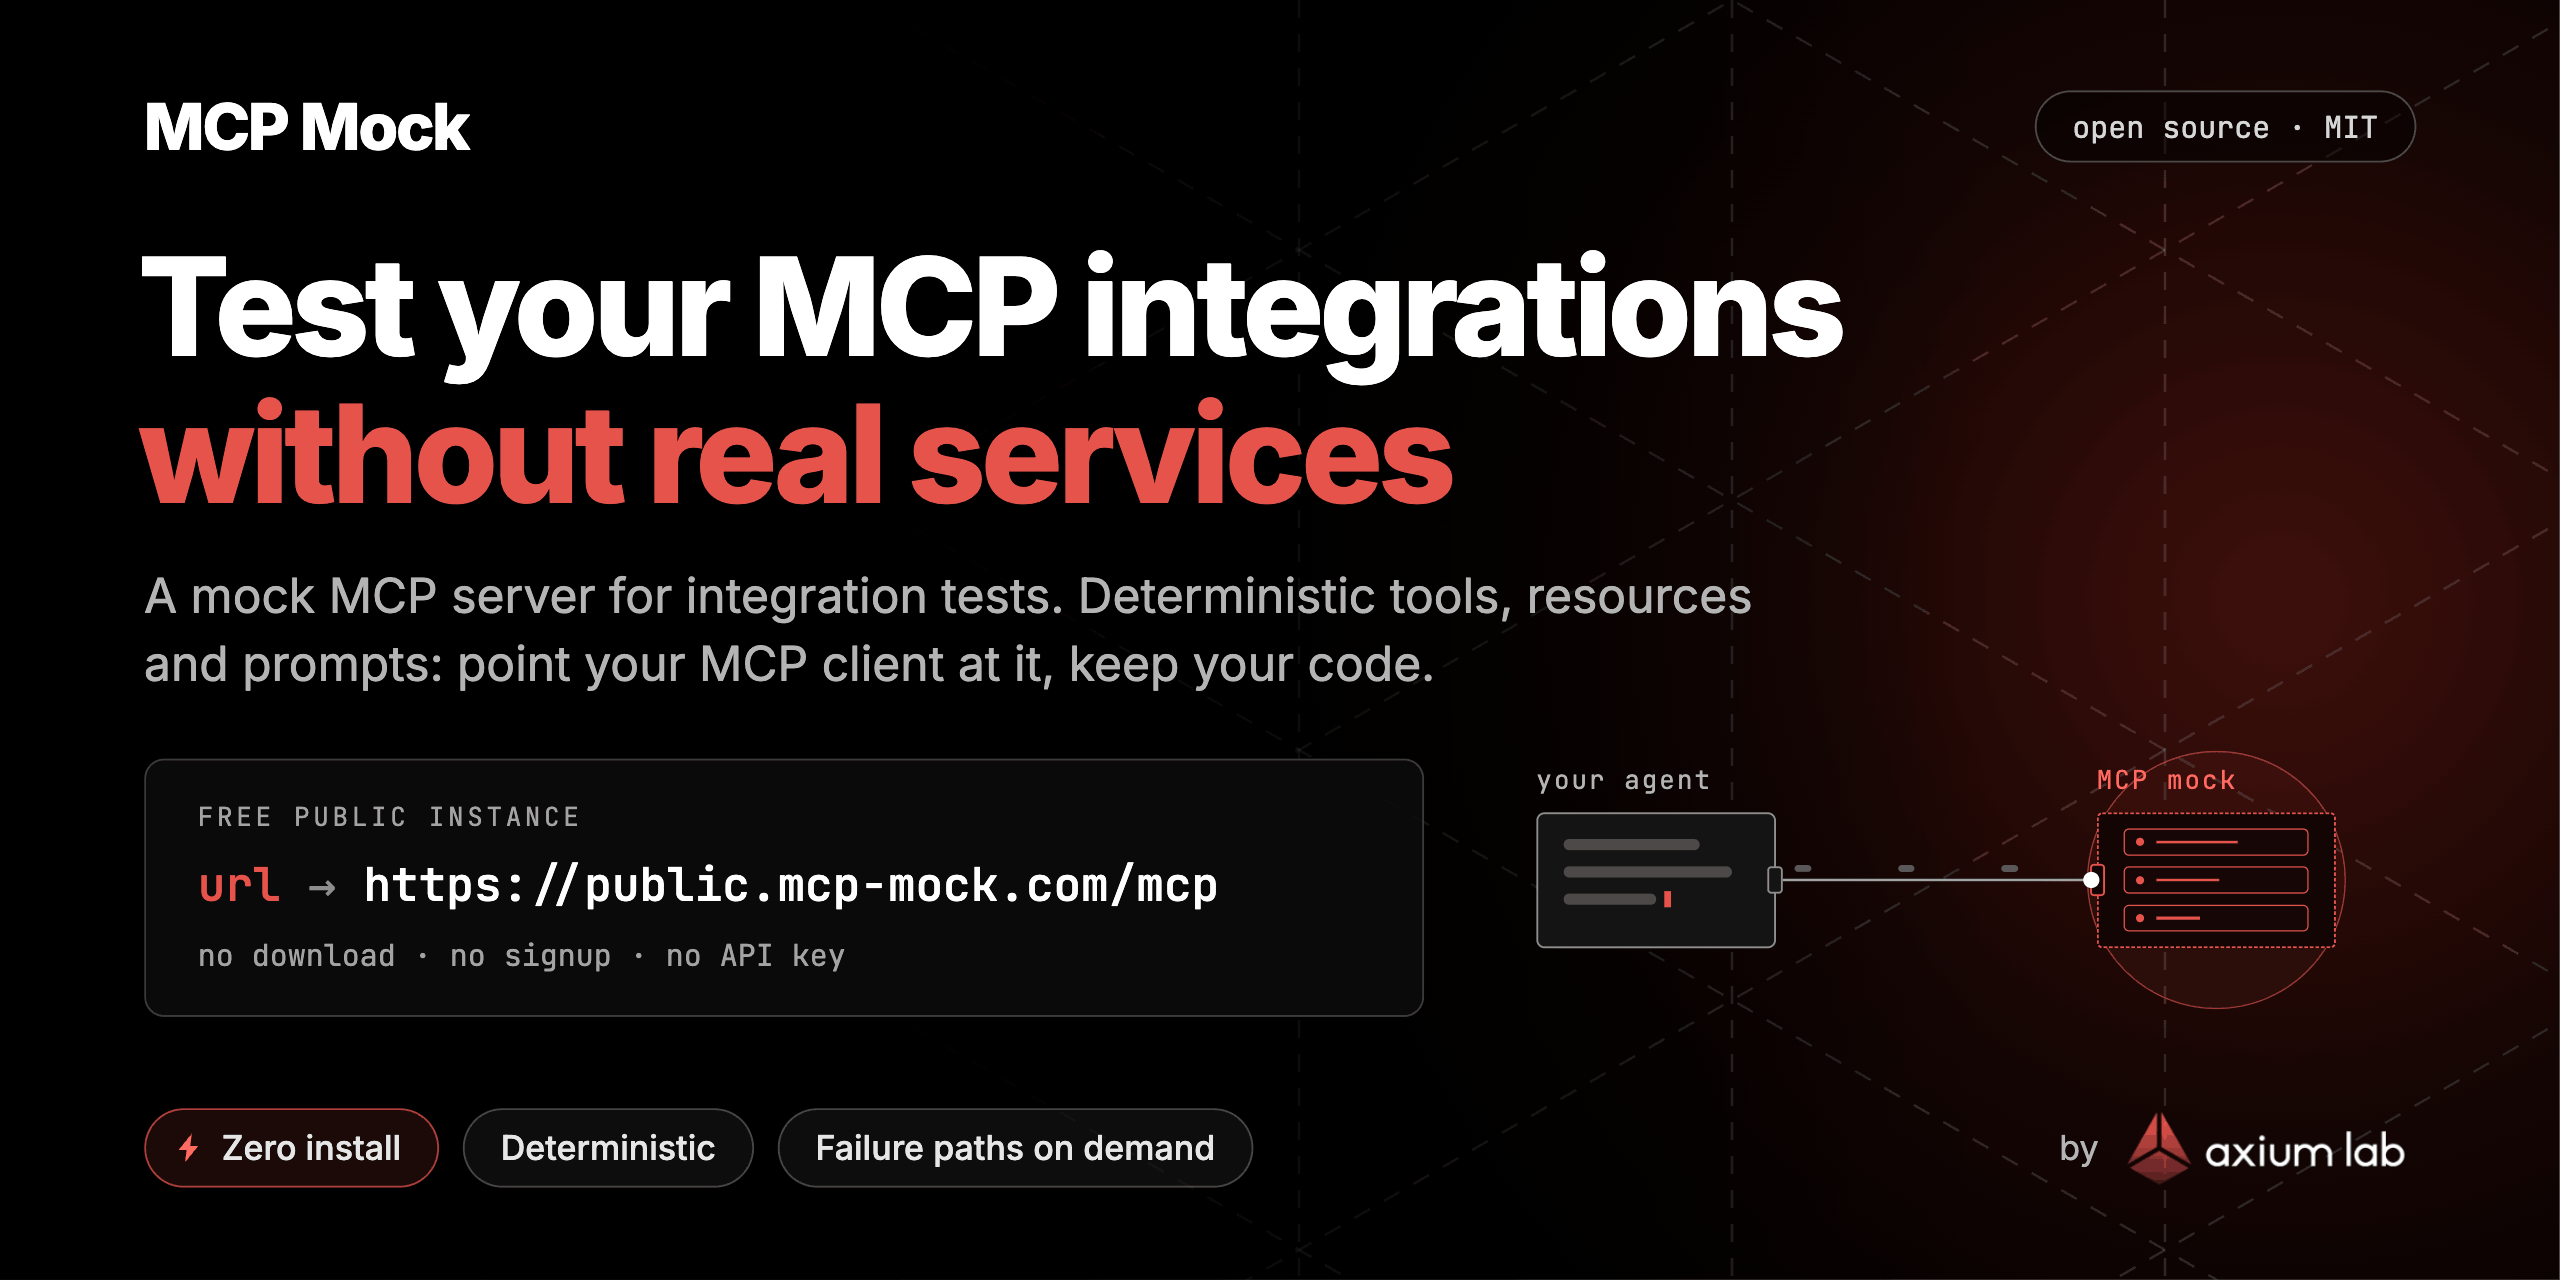 MCP Mock
open source · MIT
Test your MCP integrations
without real services
A mock MCP server for integration tests. Deterministic tools, resources
and prompts: point your MCP client at it, keep your code.
FREE PUBLIC INSTANCE
url → https://public.mcp-mock.com/mcp
no download · no signup · no API key
your agent
MCP mock
Zero install
Deterministic
Failure paths on demand
by axium lab